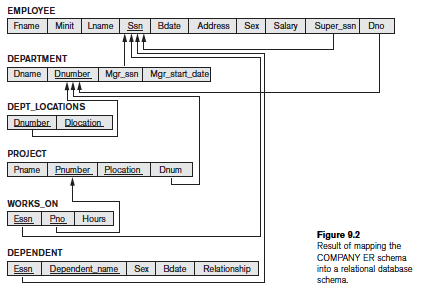 EMPLOYEE
Fname Minit Lname Ssn Bdate Address Sex Salary Super_ssn Dno
DEPARTMENT
Dname Dnumber Mgr_ssn Mgr_start_date
DEPT_LOCATIONS
Dnumber Dlocation
PROJECT
Pname Pnumber Plocation Dnum
WORKS_ON
Essn Pno Hours
DEPENDENT
Essn Dependent_name Sex Bdate Relationship
Figure 9.2
Result of mapping the
COMPANY ER schema
into a relational database
schema.